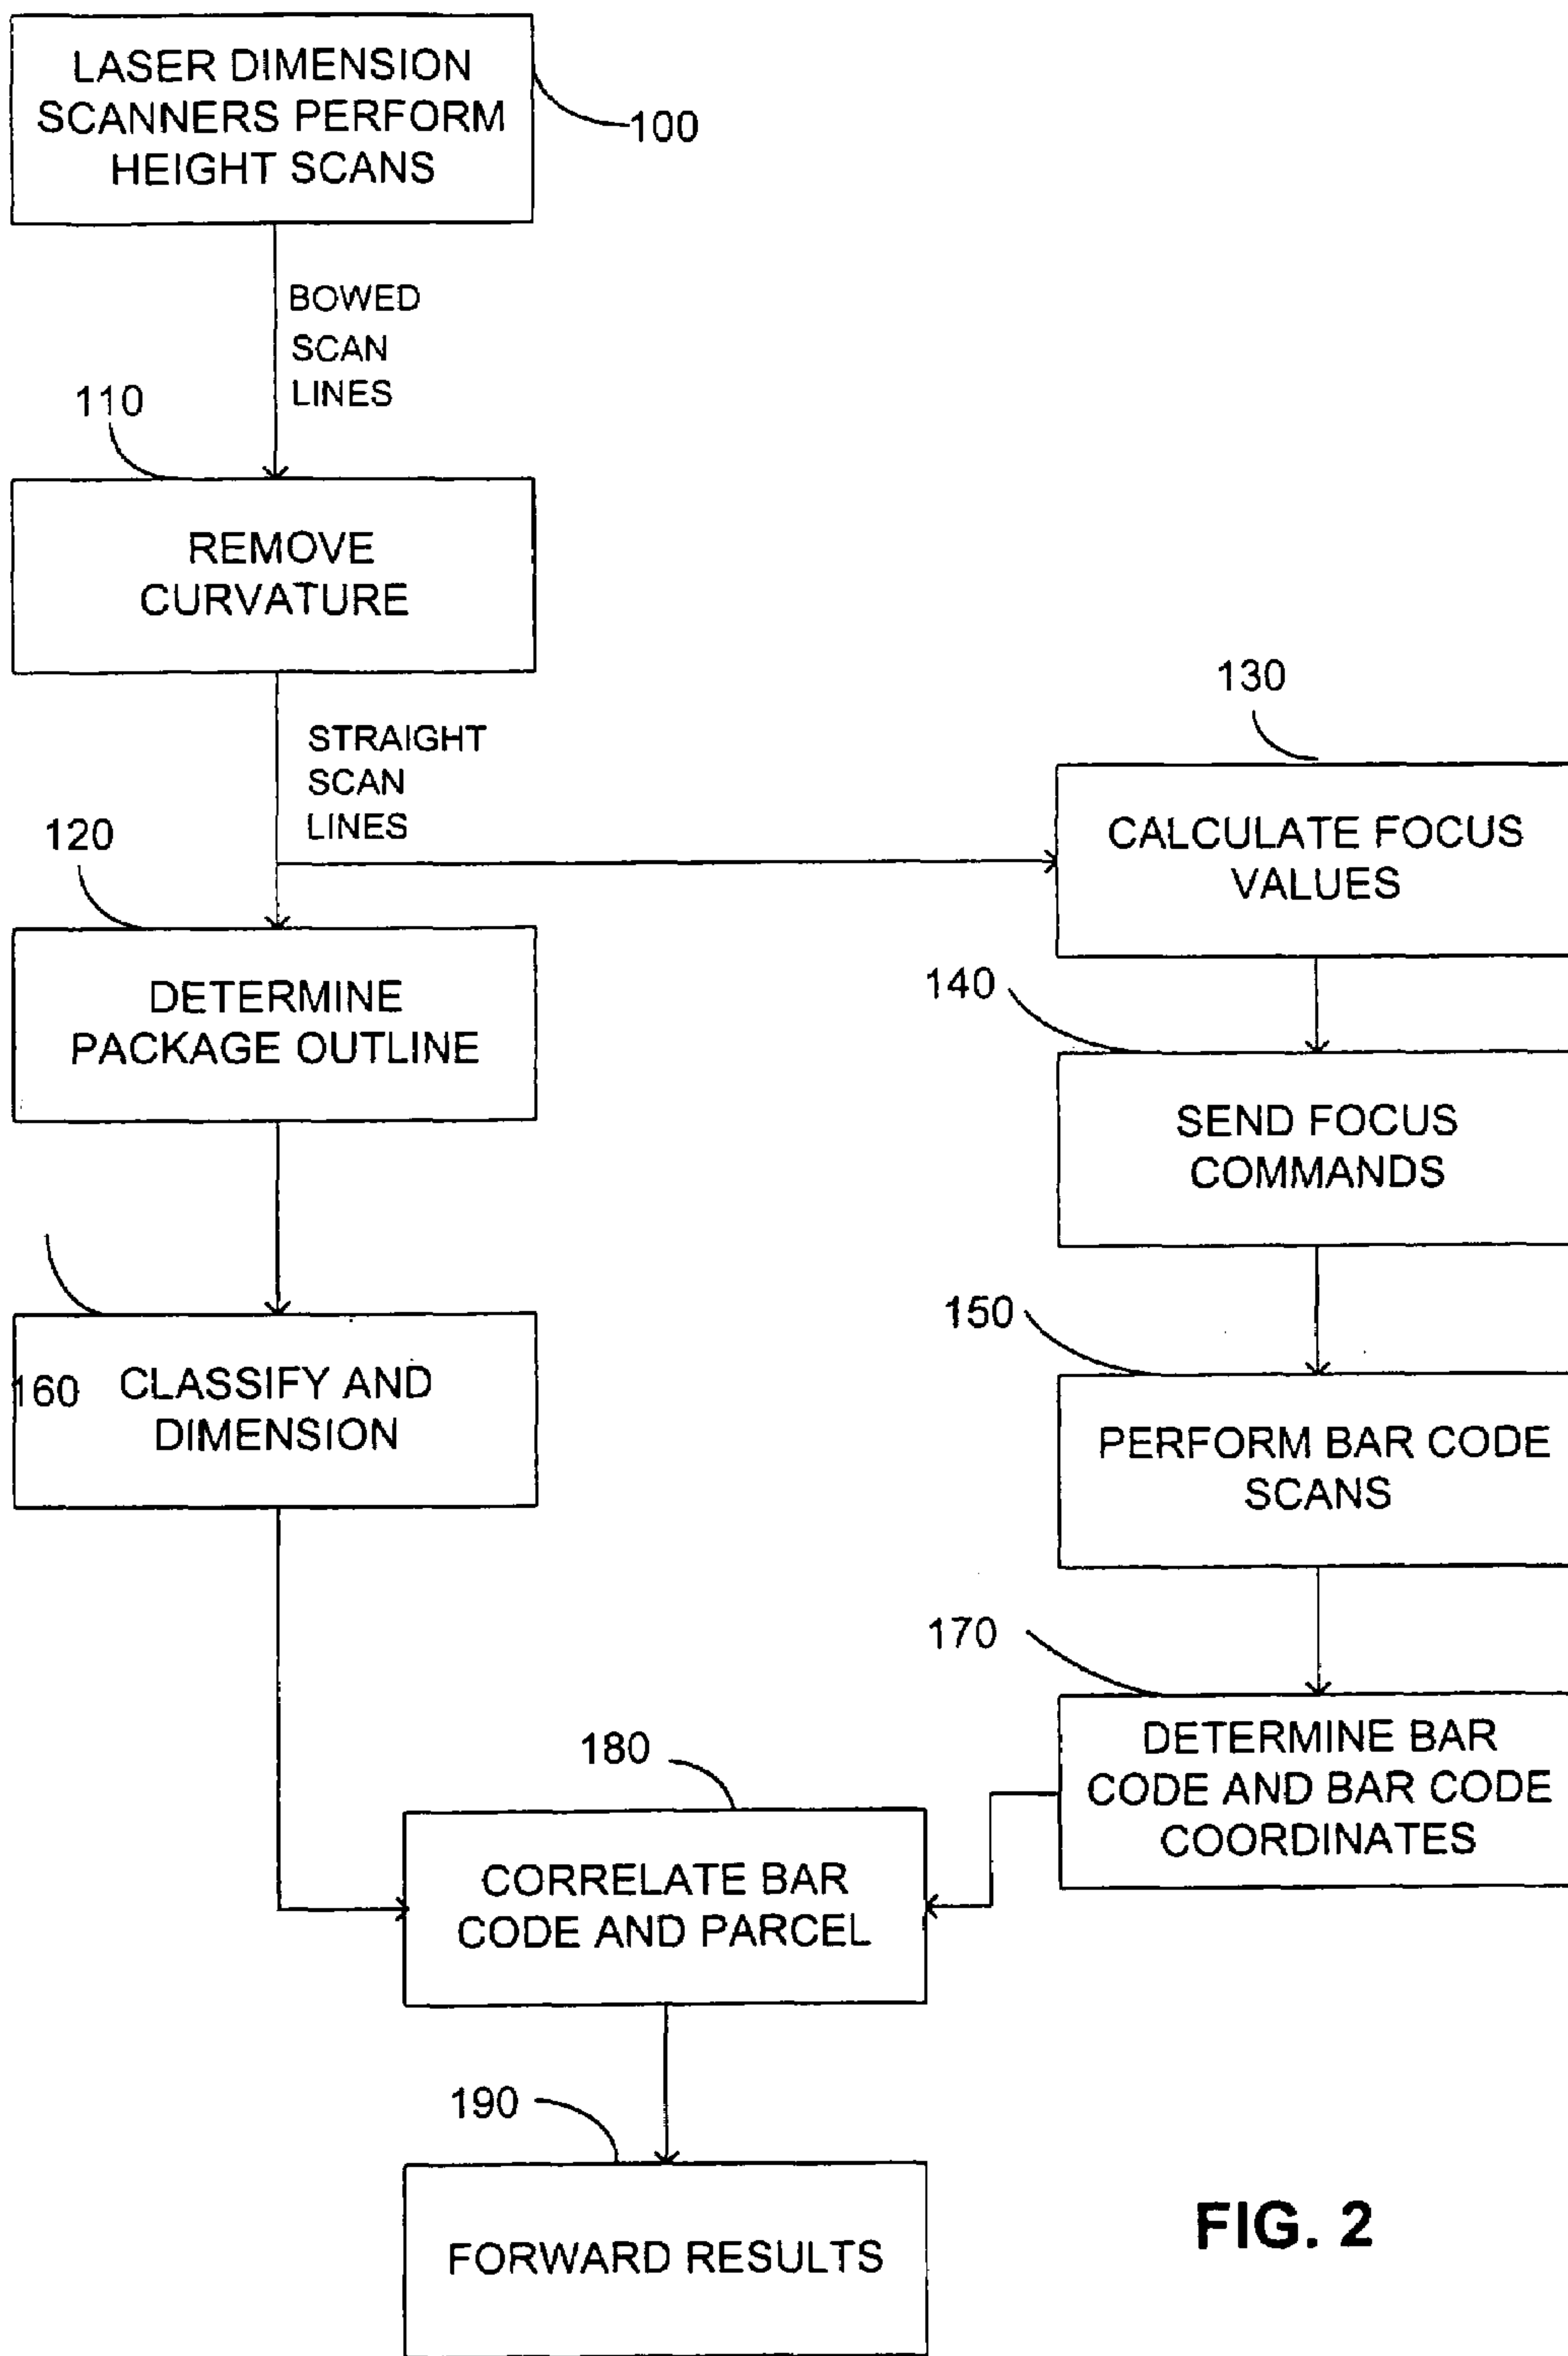 LASER DIMENSION
SCANNERS PERFORM
HEIGHT SCANS
100
BOWED
SCAN
LINES
110
REMOVE
CURVATURE
STRAIGHT
SCAN
LINES
120
DETERMINE
PACKAGE OUTLINE
160
CLASSIFY AND
DIMENSION
130
CALCULATE FOCUS
VALUES
140
SEND FOCUS
COMMANDS
150
PERFORM BAR CODE
SCANS
170
DETERMINE BAR
CODE AND BAR CODE
COORDINATES
180
CORRELATE BAR
CODE AND PARCEL
190
FORWARD RESULTS
FIG. 2